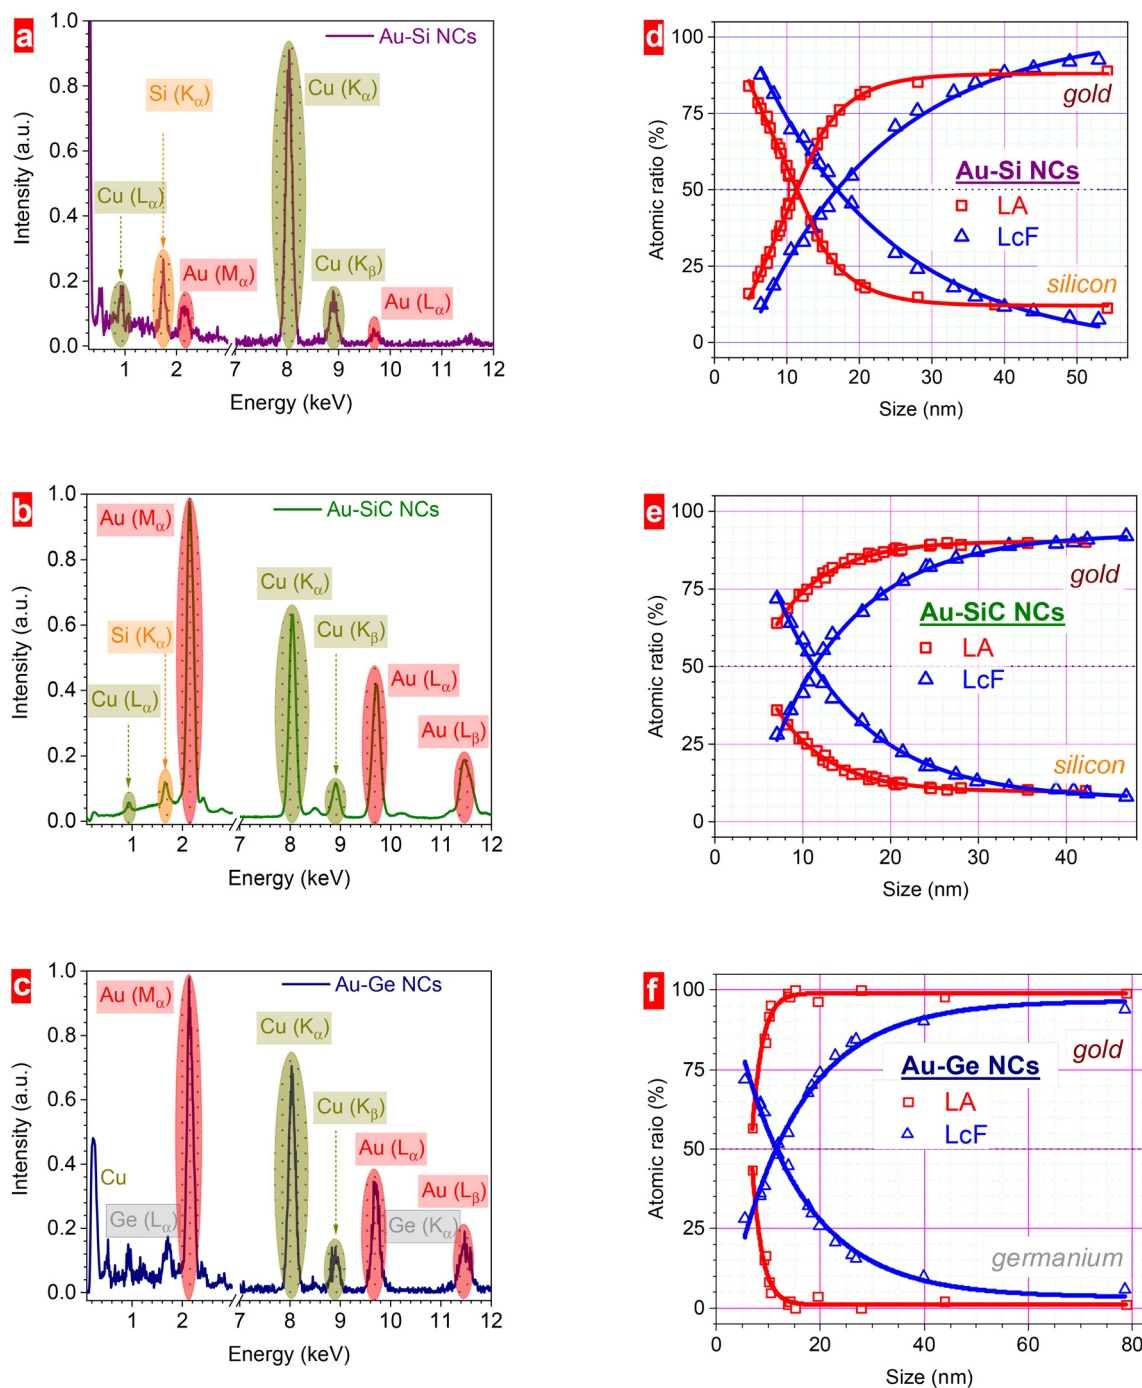 a
Au-Si NCs
Cu (Kα)
Si (Kα)
Cu (Lα)
Au (Mα)
Cu (Kβ)
Au (Lα)
Intensity (a.u.)
1.0
0.8
0.6
0.4
0.2
0.0
1 2 7 8 9 10 11 12
Energy (keV)
d
Atomic ratio (%)
100
75
50
25
0
gold
Au-Si NCs
LA
LcF
silicon
0 10 20 30 40 50
Size (nm)
b
Au-SiC NCs
Au (Mα)
Cu (Kα)
Si (Kα)
Cu (Kβ)
Cu (Lα)
Au (Lα)
Au (Lβ)
Intensity (a.u.)
1.0
0.8
0.6
0.4
0.2
0.0
1 2 7 8 9 10 11 12
Energy (keV)
e
Atomic ratio (%)
100
75
50
25
0
gold
Au-SiC NCs
LA
LcF
silicon
0 10 20 30 40
Size (nm)
c
Au-Ge NCs
Au (Mα)
Cu (Kα)
Cu (Kβ)
Au (Lα)
Cu
Au (Lβ)
Ge (Lα)
Ge (Kα)
Intensity (a.u.)
1.0
0.8
0.6
0.4
0.2
0.0
1 2 7 8 9 10 11 12
Energy (keV)
f
Atomic raio (%)
100
75
50
25
0
gold
Au-Ge NCs
LA
LcF
germanium
0 20 40 60 80
Size (nm)